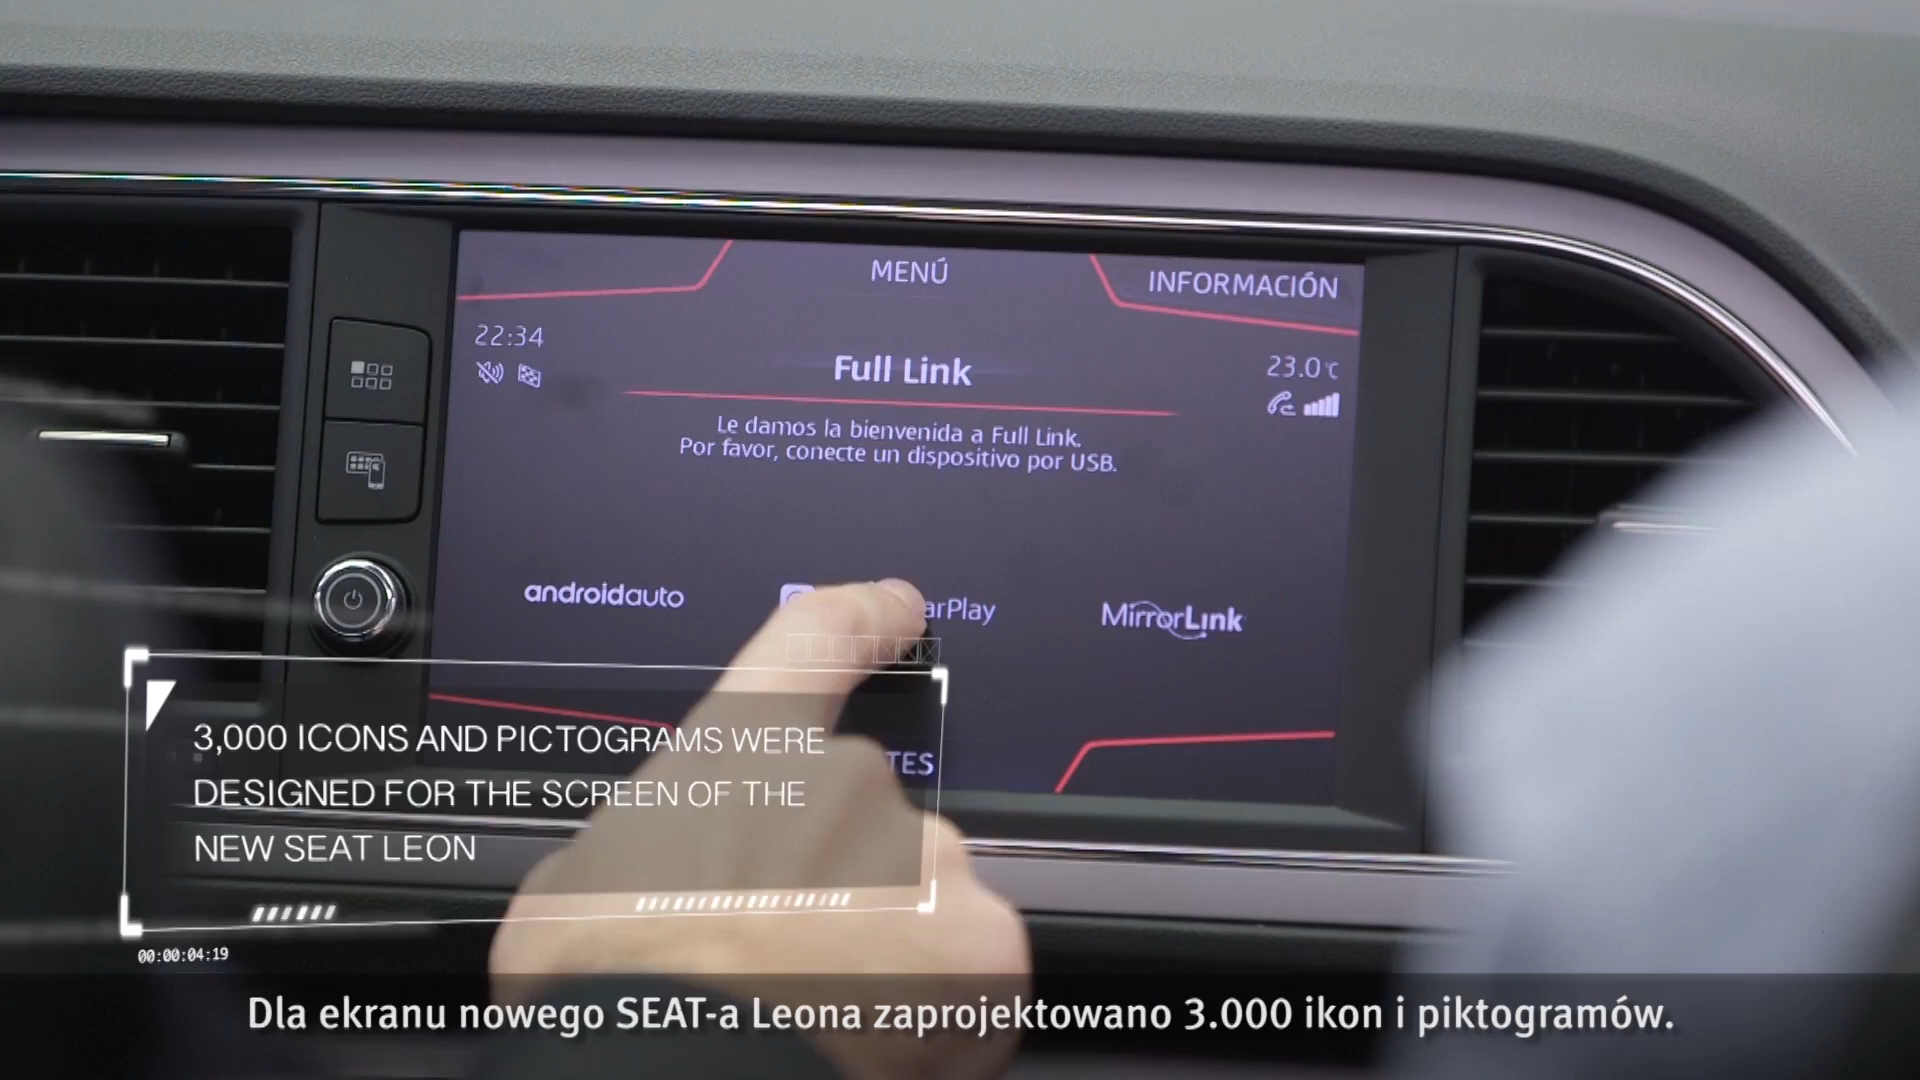 MENÚ
INFORMACIÓN
22:34
23.0°C
Full Link
Le damos la bienvenida a Full Link.
Por favor, conecte un dispositivo por USB.
androidauto
arPlay
MirrorLink
TES
3,000 ICONS AND PICTOGRAMS WERE
DESIGNED FOR THE SCREEN OF THE
NEW SEAT LEON
00:00:04:19
Dla ekranu nowego SEAT-a Leona zaprojektowano 3.000 ikon i piktogramów.